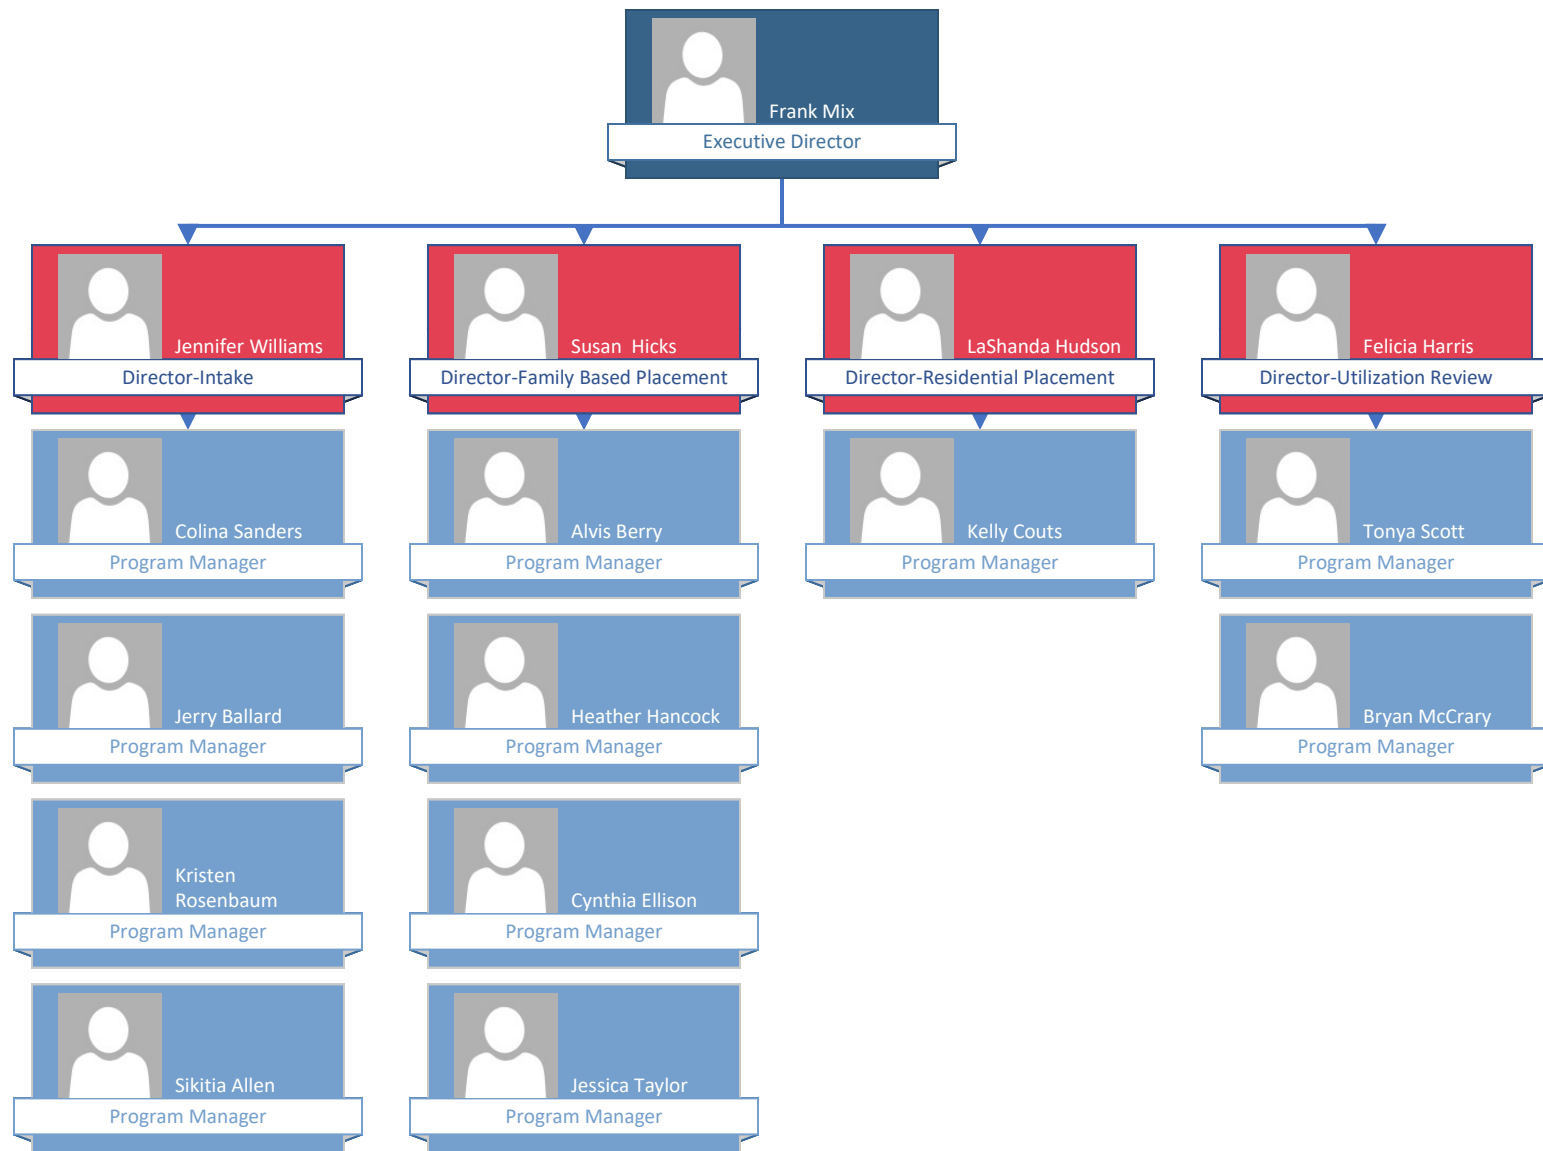 Frank Mix
Executive Director
Jennifer Williams
Director-Intake
Susan  Hicks
Director-Family Based Placement
LaShanda Hudson
Director-Residential Placement
Felicia Harris
Director-Utilization Review
Colina Sanders
Program Manager
Alvis Berry
Program Manager
Kelly Couts
Program Manager
Tonya Scott
Program Manager
Jerry Ballard
Program Manager
Heather Hancock
Program Manager
Bryan McCrary
Program Manager
Kristen
Rosenbaum
Program Manager
Cynthia Ellison
Program Manager
Sikitia Allen
Program Manager
Jessica Taylor
Program Manager